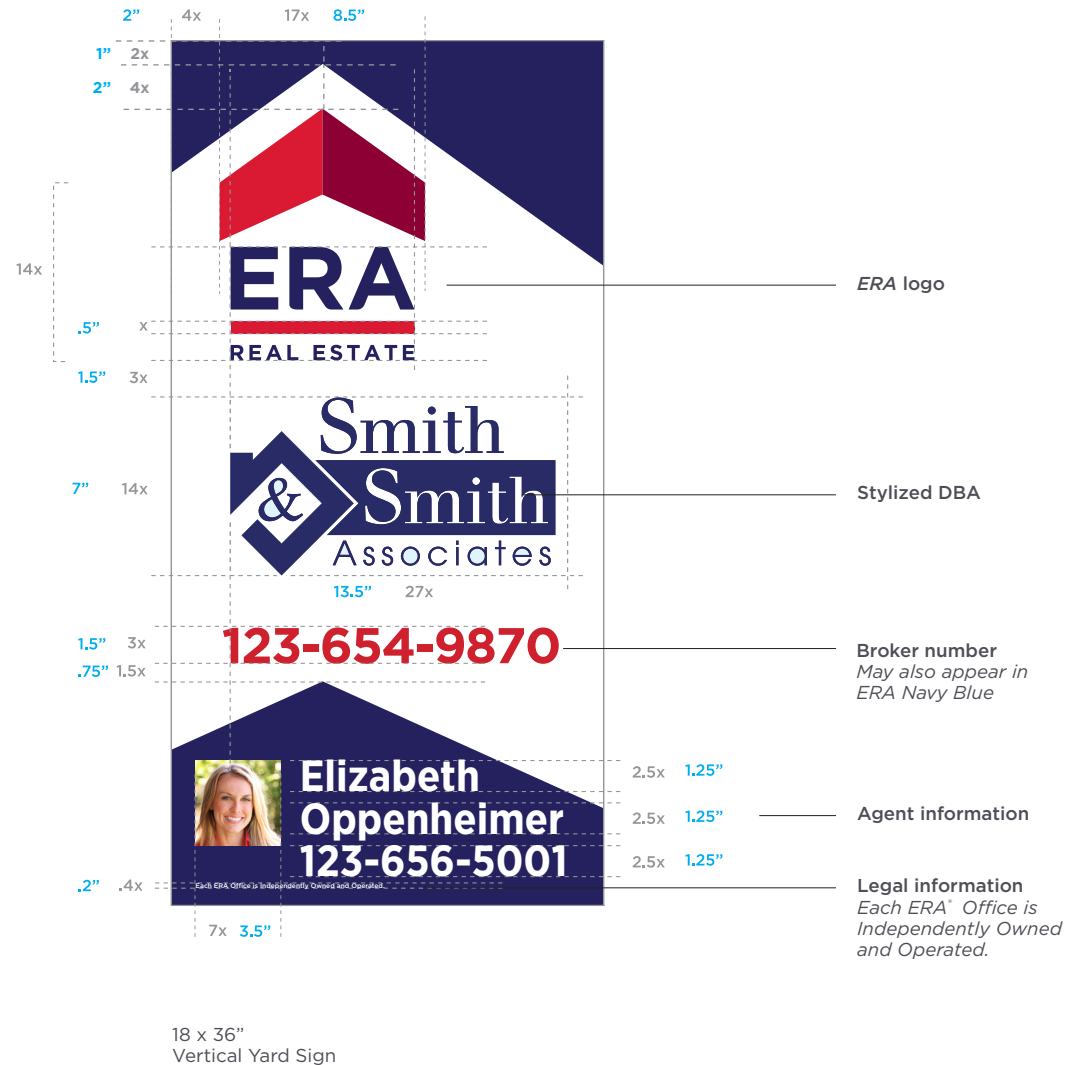 2” 4x 17x 8.5”
1” 2x
2” 4x
14x
ERA
ERA logo
.5” x
REAL ESTATE
1.5” 3x
Smith
7” 14x
& Smith
Stylized DBA
Associates
13.5” 27x
1.5” 3x
123-654-9870
Broker number
May also appear in
ERA Navy Blue
.75” 1.5x
Elizabeth
2.5x 1.25”
Oppenheimer
2.5x 1.25”
Agent information
123-656-5001
2.5x 1.25”
.2” .4x
Each ERA Office is Independently Owned and Operated.
Legal information
Each ERA® Office is
Independently Owned
and Operated.
7x 3.5”
18 x 36”
Vertical Yard Sign